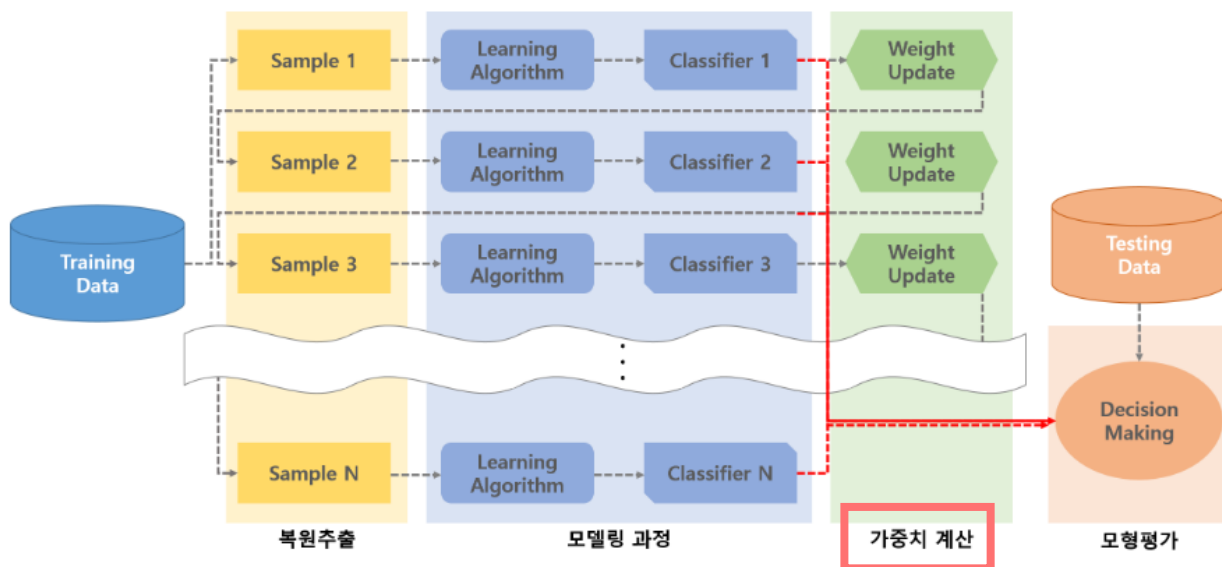 Sample 1
Learning
Algorithm
Classifier 1
Weight
Update
Sample 2
Learning
Algorithm
Classifier 2
Weight
Update
Training
Data
Sample 3
Learning
Algorithm
Classifier 3
Weight
Update
Testing
Data
Sample N
Learning
Algorithm
Classifier N
Decision
Making
복원추출
모델링 과정
가중치 계산
모형평가